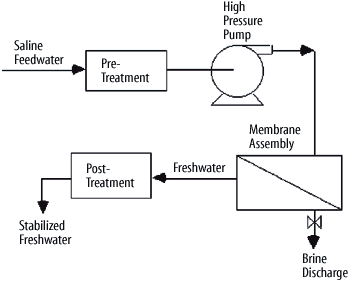 High
Pressure
Pump
Saline
Feedwater
Pre-
Treatment
Membrane
Assembly
Post-
Treatment
Freshwater
Stabilized
Freshwater
Brine
Discharge